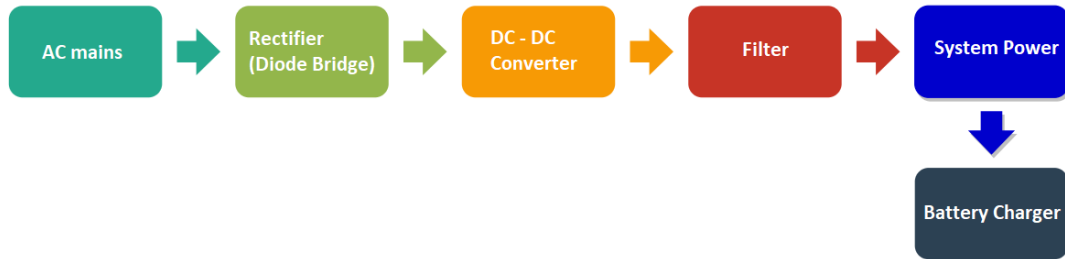 AC mains
Rectifier
(Diode Bridge)
DC - DC
Converter
Filter
System Power
Battery Charger